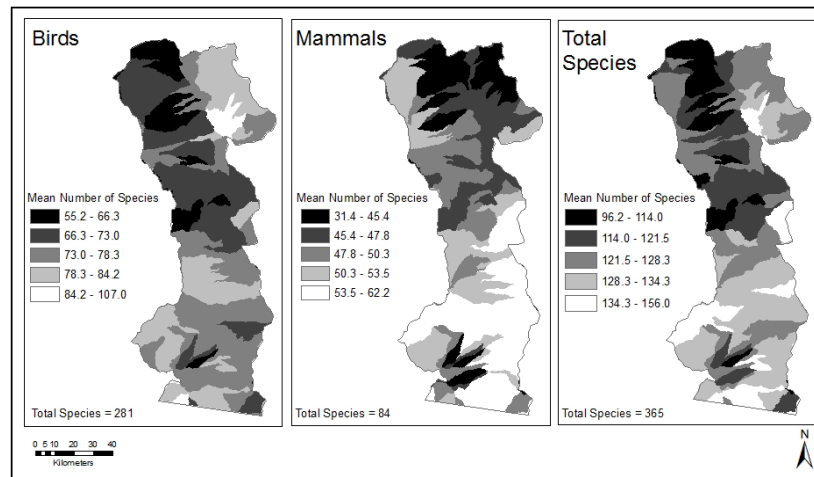 Birds
Mean Number of Species
55.2 - 66.3
66.3 - 73.0
73.0 - 78.3
78.3 - 84.2
84.2 - 107.0
Total Species = 281
Mammals
Mean Number of Species
31.4 - 45.4
45.4 - 47.8
47.8 - 50.3
50.3 - 53.5
53.5 - 62.2
Total Species = 84
Total
Species
Mean Number of Species
96.2 - 114.0
114.0 - 121.5
121.5 - 128.3
128.3 - 134.3
134.3 - 156.0
Total Species = 365
0 5 10 20 30 40
Kilometers
N